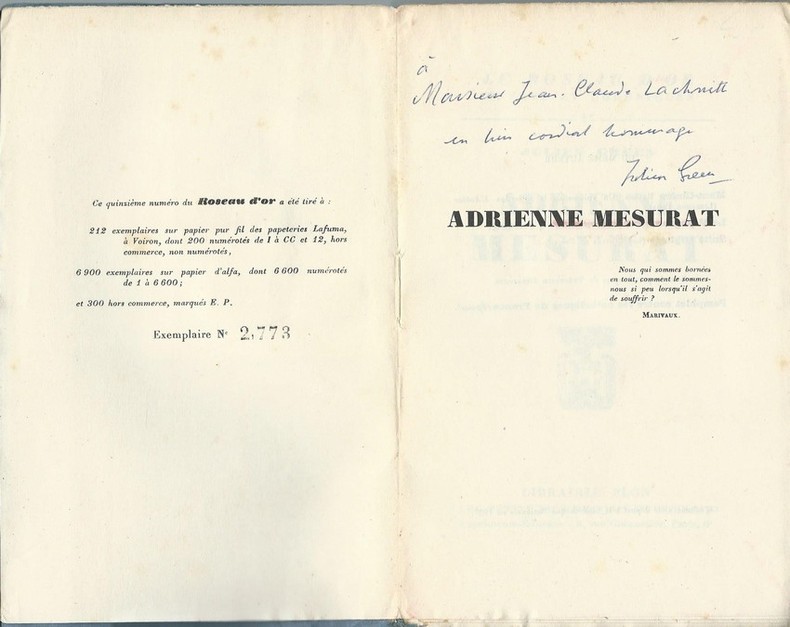 Ce quinsième numéro du Roseau d'or a été tiré à :
212 exemplaires sur papier pur fil des papeteries Lafuma,
à Voiron, dont 200 numérotés de I à CC et 12, hors
commerce, non numérotés,
6 900 exemplaires sur papier d'alfa, dont 6 600 numérotés
de 1 à 6 600 ;
et 300 hors commerce, marqués E. P.
Exemplaire No 2,773
à
Monsieur Jean-Claude Lachnitt
en bien cordial hommage
Julien Green
ADRIENNE MESURAT
Nous qui sommes bornées
en tout, comment le sommes-
nous si peu lorsqu'il s'agit
de souffrir ?
MARIVAUX.